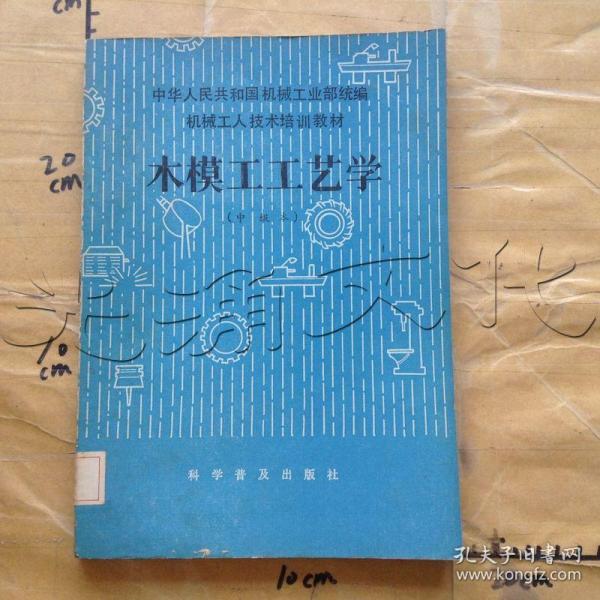 cm
中华人民共和国机械工业部统编
机械工人技术培训教材
20
cm
木模工工艺学
(中级本)
10
cm
科学普及出版社
10cm
孔夫子旧书网
www.kongfz.com